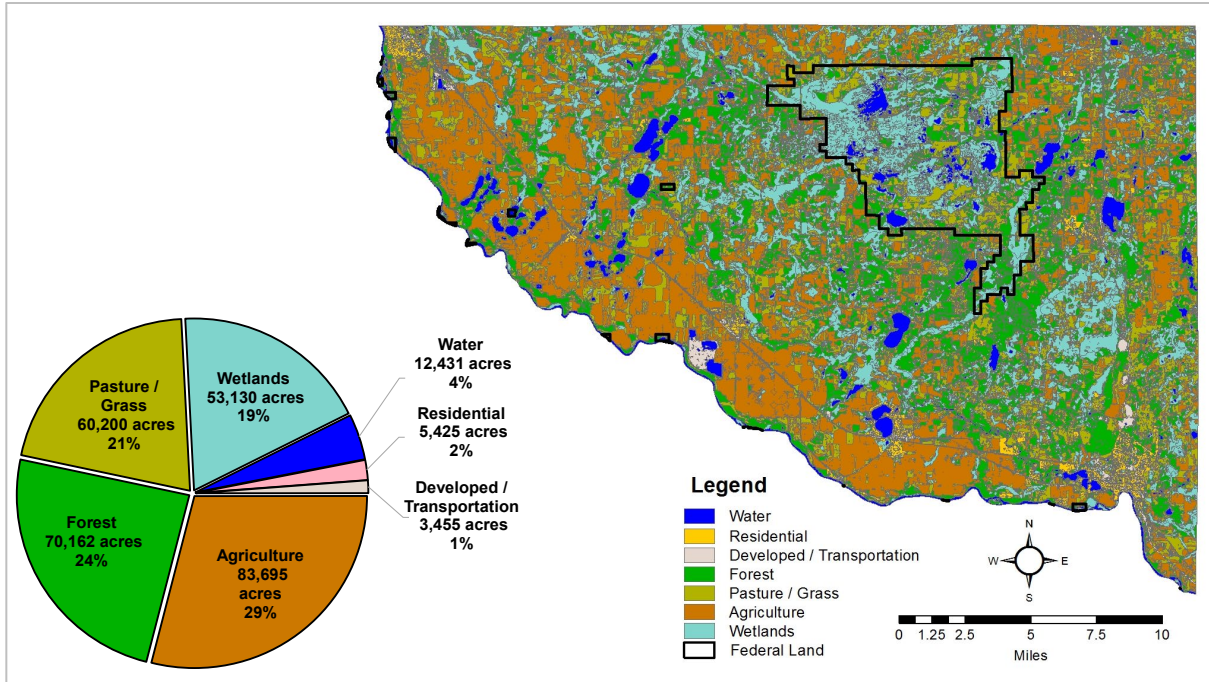 Water
12,431 acres
4%
Residential
5,425 acres
2%
Developed /
Transportation
3,455 acres
1%
Wetlands
53,130 acres
19%
Pasture /
Grass
60,200 acres
21%
Forest
70,162 acres
24%
Agriculture
83,695
acres
29%
Legend
Water
Residential
Developed / Transportation
Forest
Pasture / Grass
Agriculture
Wetlands
Federal Land
N
W E
S
0 1.25 2.5 5 7.5 10
Miles